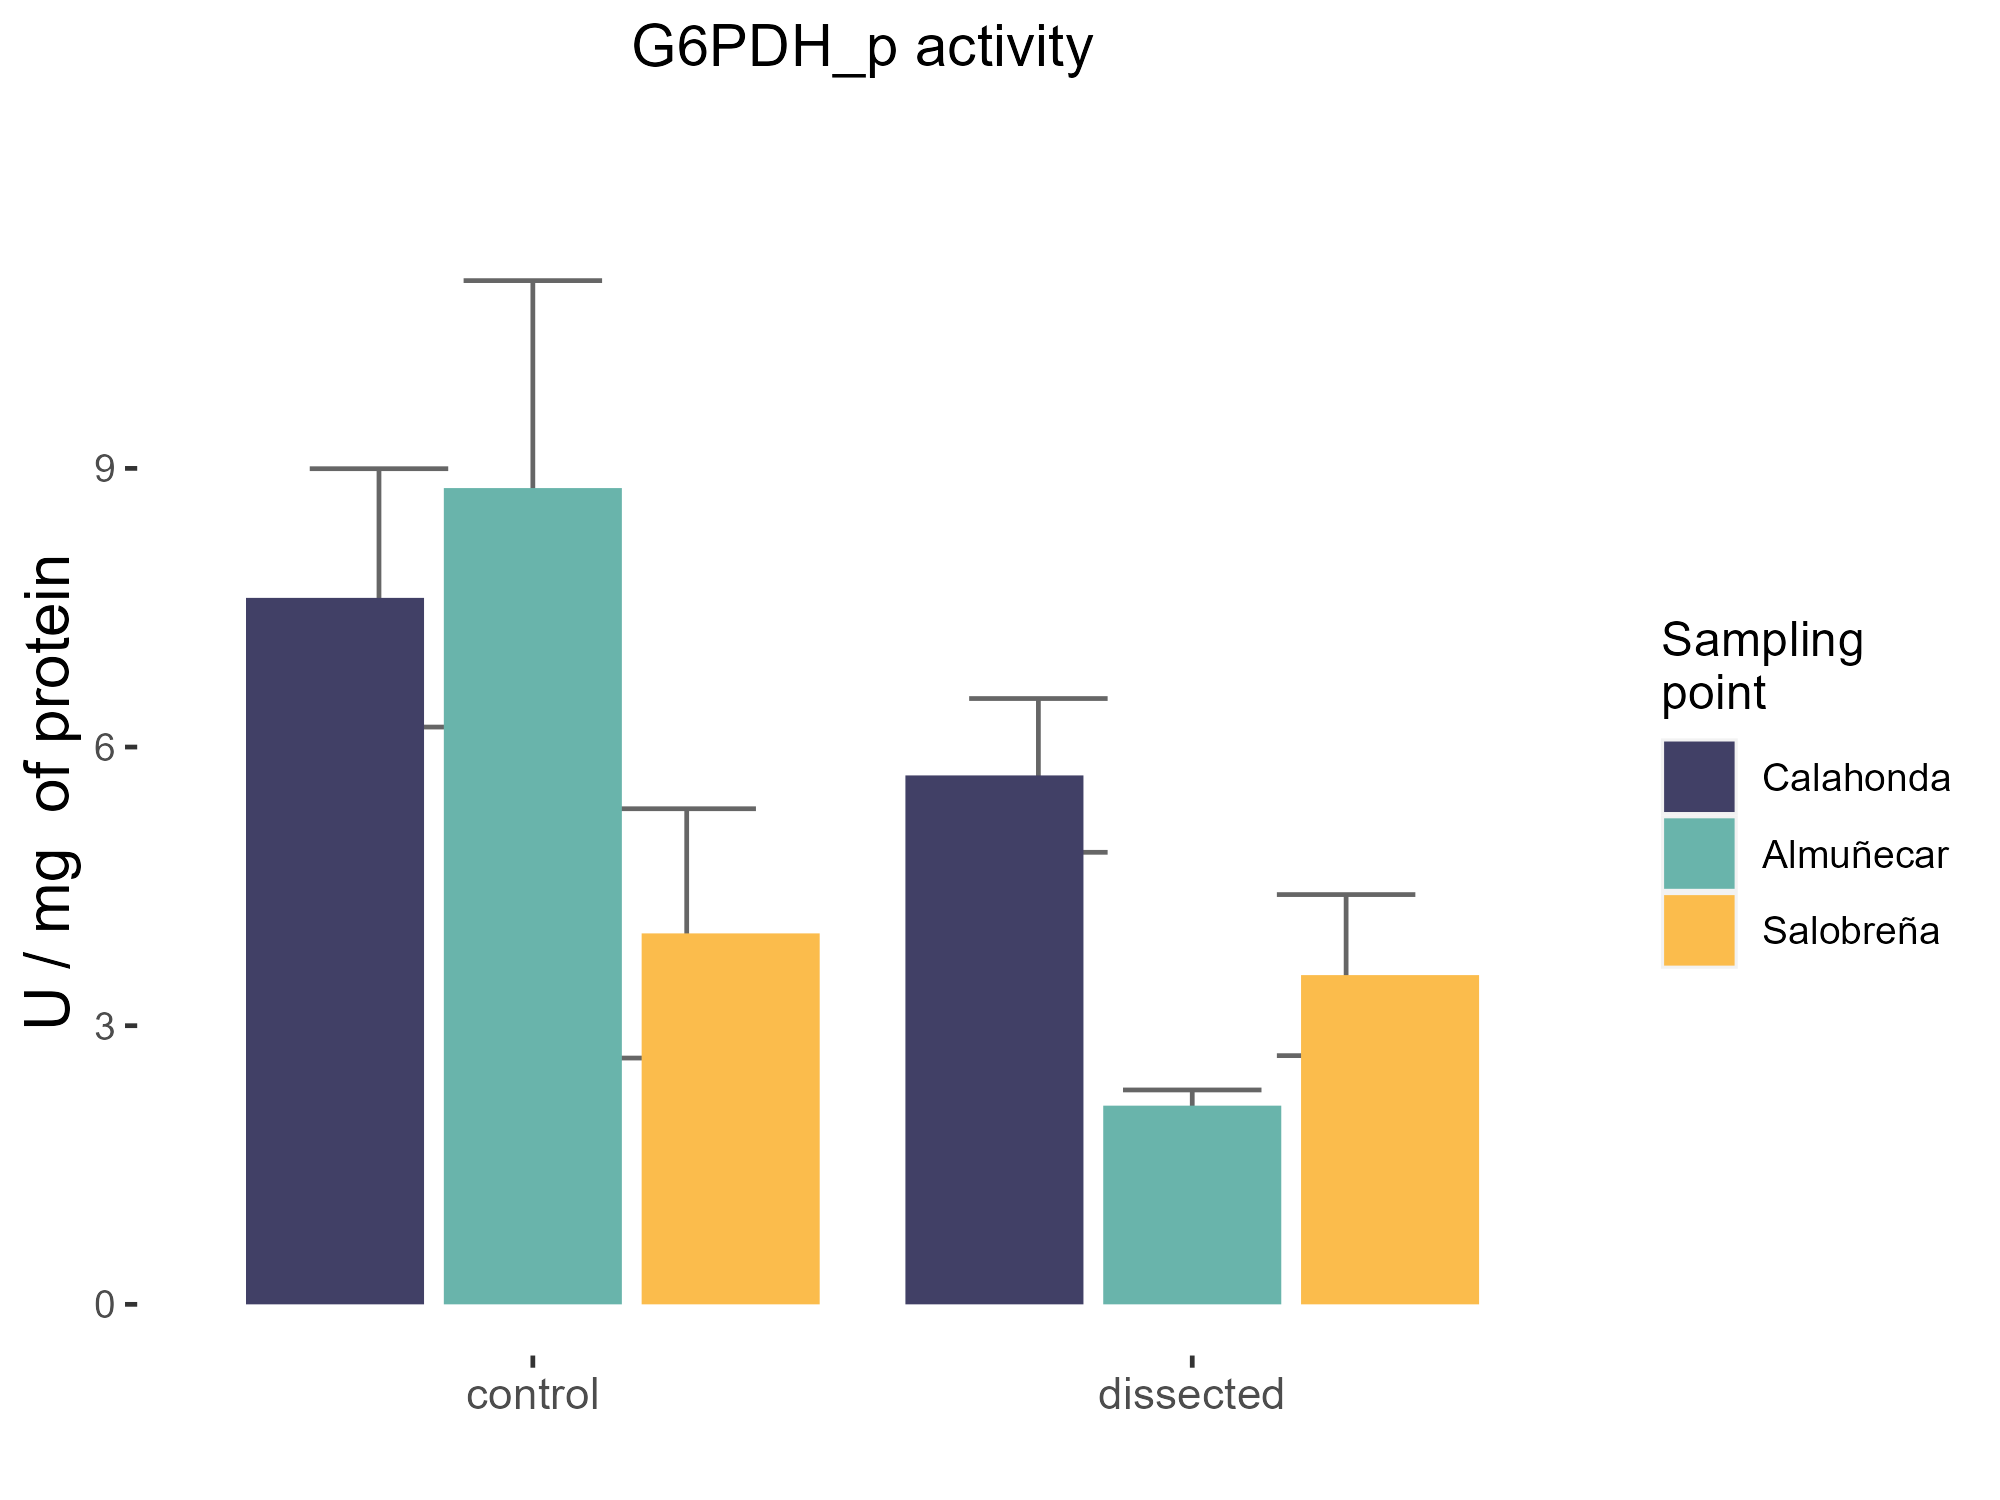 G6PDH_p activity
U / mg  of protein
9
6
3
0
control
dissected
Sampling
point
Calahonda
Almuñecar
Salobreña